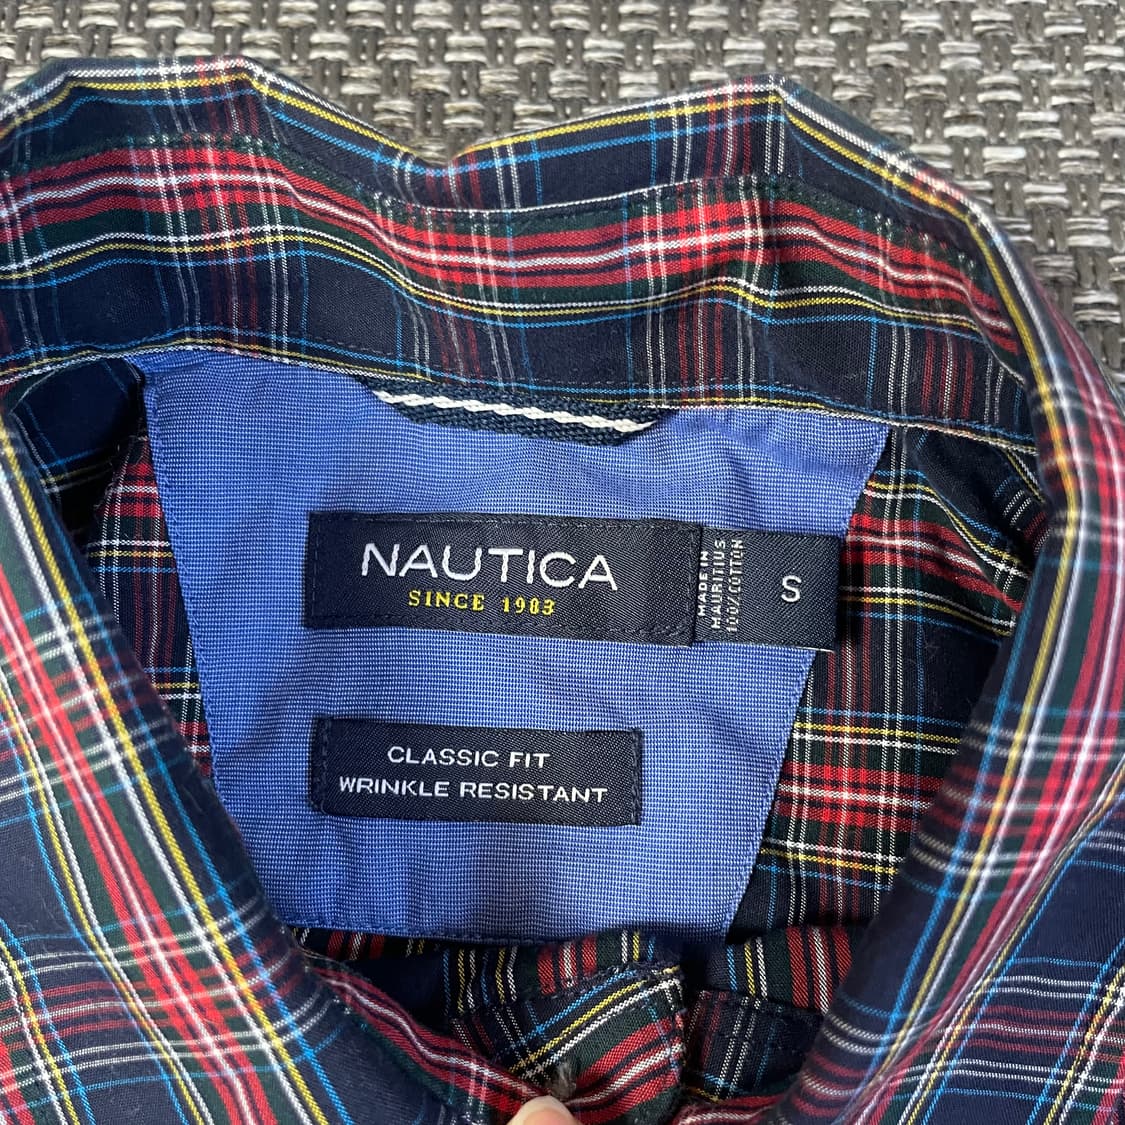 NAUTICA
SINCE 1983
MADE IN
MAURITIUS
100% COTTON
S
CLASSIC FIT
WRINKLE RESISTANT